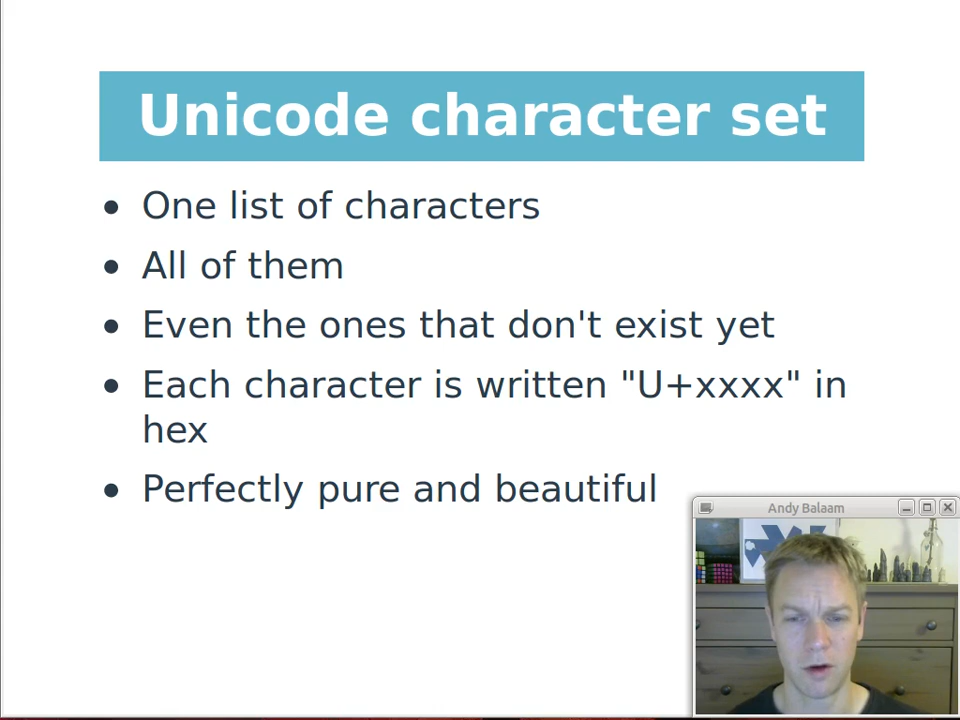 Unicode character set
• One list of characters
• All of them
• Even the ones that don't exist yet
• Each character is written "U+xxxx" in
hex
• Perfectly pure and beautiful
Andy Balaam